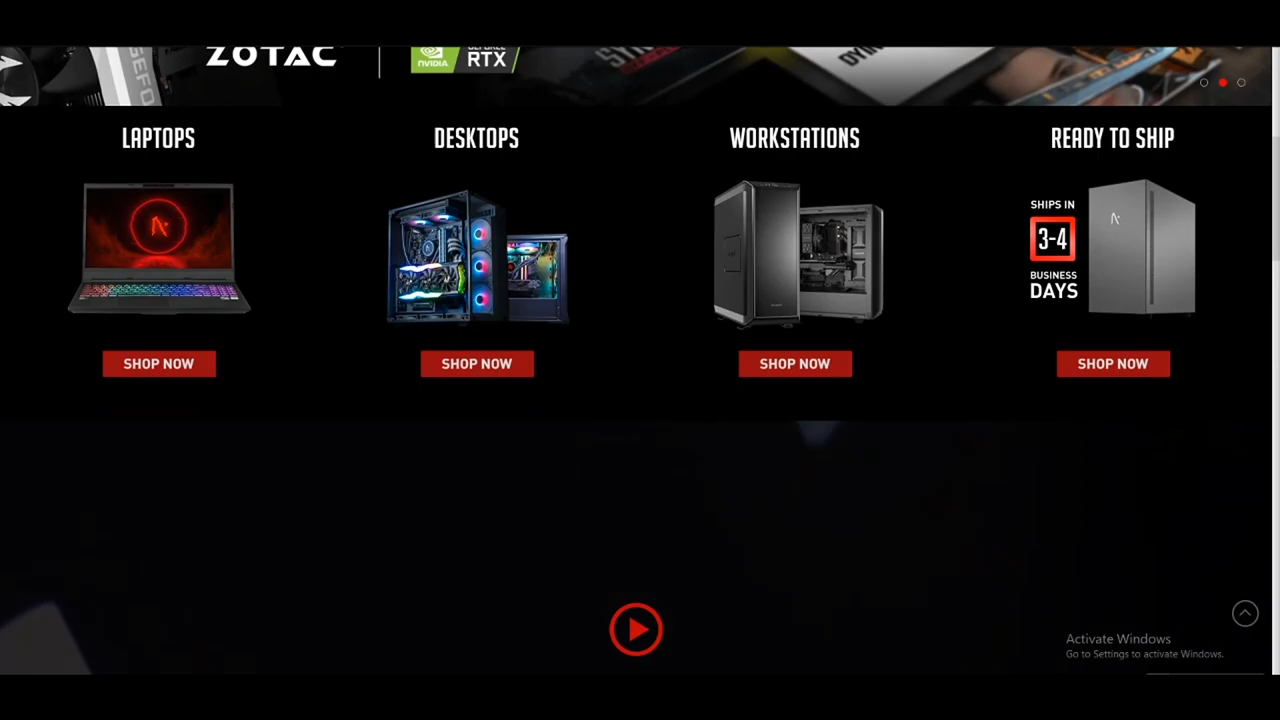 ZOTAC
NVIDIA
RTX
LAPTOPS
DESKTOPS
WORKSTATIONS
READY TO SHIP
SHIPS IN
3-4
BUSINESS
DAYS
SHOP NOW
SHOP NOW
SHOP NOW
SHOP NOW
Activate Windows
Go to Settings to activate Windows.